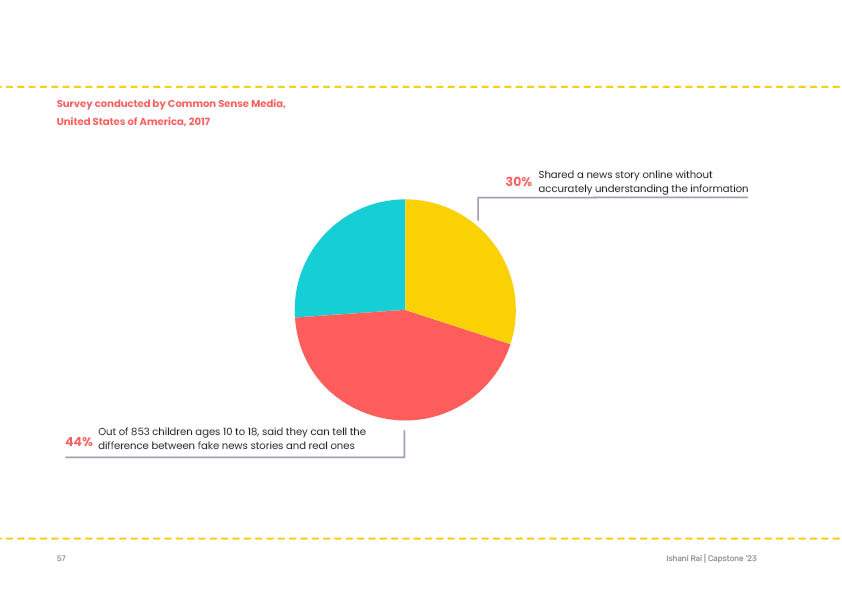 Survey conducted by Common Sense Media,
United States of America, 2017
30%
Shared a news story online without
accurately understanding the information
44%
Out of 853 children ages 10 to 18, said they can tell the
difference between fake news stories and real ones
57
Ishani Rai | Capstone '23